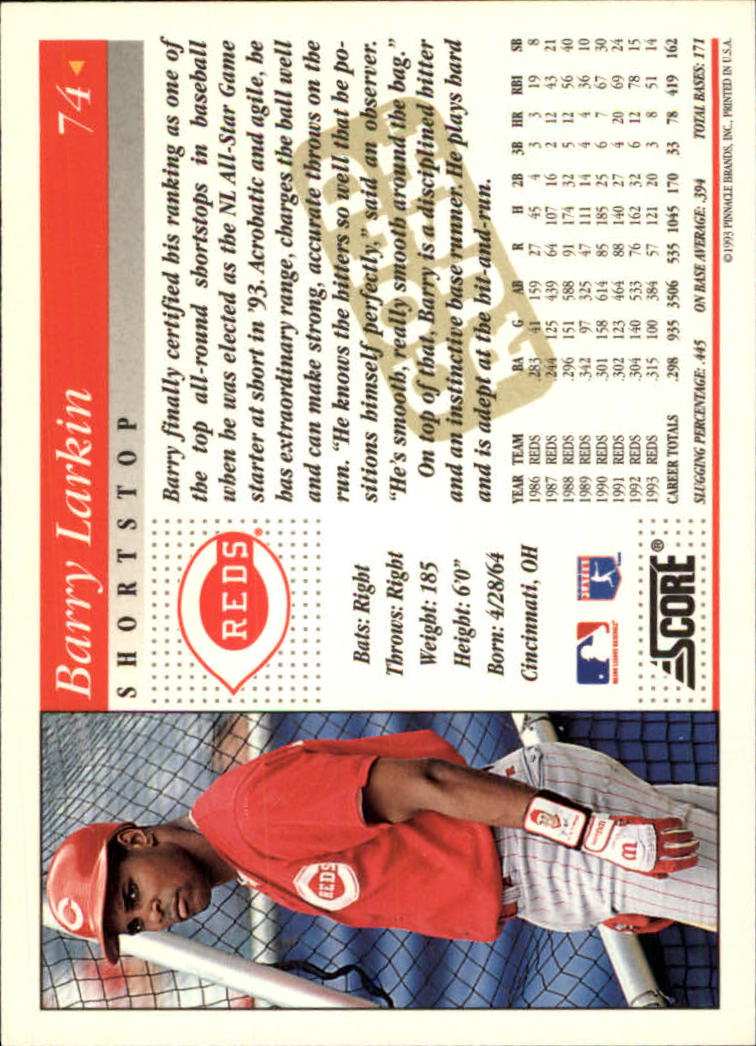 Barry Larkin 74
SHORTSTOP
REDS
Bats: Right
Throws: Right
Weight: 185
Height: 6'0"
Born: 4/28/64
Cincinnati, OH
Barry finally certified his ranking as one of
the top all-round shortstops in baseball
when he was elected as the NL All-Star Game
starter at short in '93. Acrobatic and agile, he
has extraordinary range, charges the ball well
and can make strong, accurate throws on the
run. "He knows the hitters so well that he po-
sitions himself perfectly," said an observer.
"He's smooth, really smooth around the bag."
On top of that, Barry is a disciplined hitter
and an instinctive base runner. He plays hard
and is adept at the hit-and-run.
GOLD
RUSH
YEAR TEAM BA G AB R H 2B 3B HR RBI SB
1986 REDS .283 41 159 27 45 4 3 3 19 8
1987 REDS .244 125 439 64 107 16 2 12 43 21
1988 REDS .296 151 588 91 174 32 5 12 56 40
1989 REDS .342 97 325 47 111 14 4 4 36 10
1990 REDS .301 158 614 85 185 25 6 7 67 30
1991 REDS .302 123 464 88 140 27 4 20 69 24
1992 REDS .304 140 533 76 162 32 6 12 78 15
1993 REDS .315 100 384 57 121 20 3 8 51 14
CAREER TOTALS .298 935 3506 535 1045 170 33 78 419 162
SLUGGING PERCENTAGE: .445 ON BASE AVERAGE: .394 TOTAL BASES: 171
SCORE®
©1993 PINNACLE BRANDS, INC., PRINTED IN U.S.A.
C
REDS